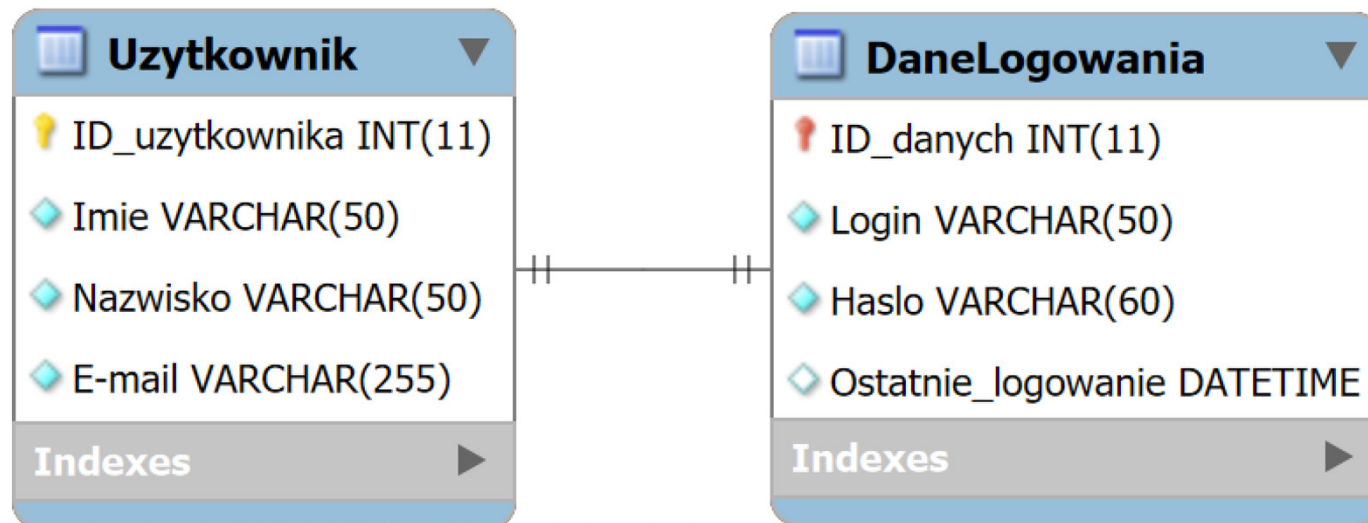 Uzytkownik
ID_uzytkownika INT(11)
Imie VARCHAR(50)
Nazwisko VARCHAR(50)
E-mail VARCHAR(255)
Indexes
DaneLogowania
ID_danych INT(11)
Login VARCHAR(50)
Haslo VARCHAR(60)
Ostatnie_logowanie DATETIME
Indexes